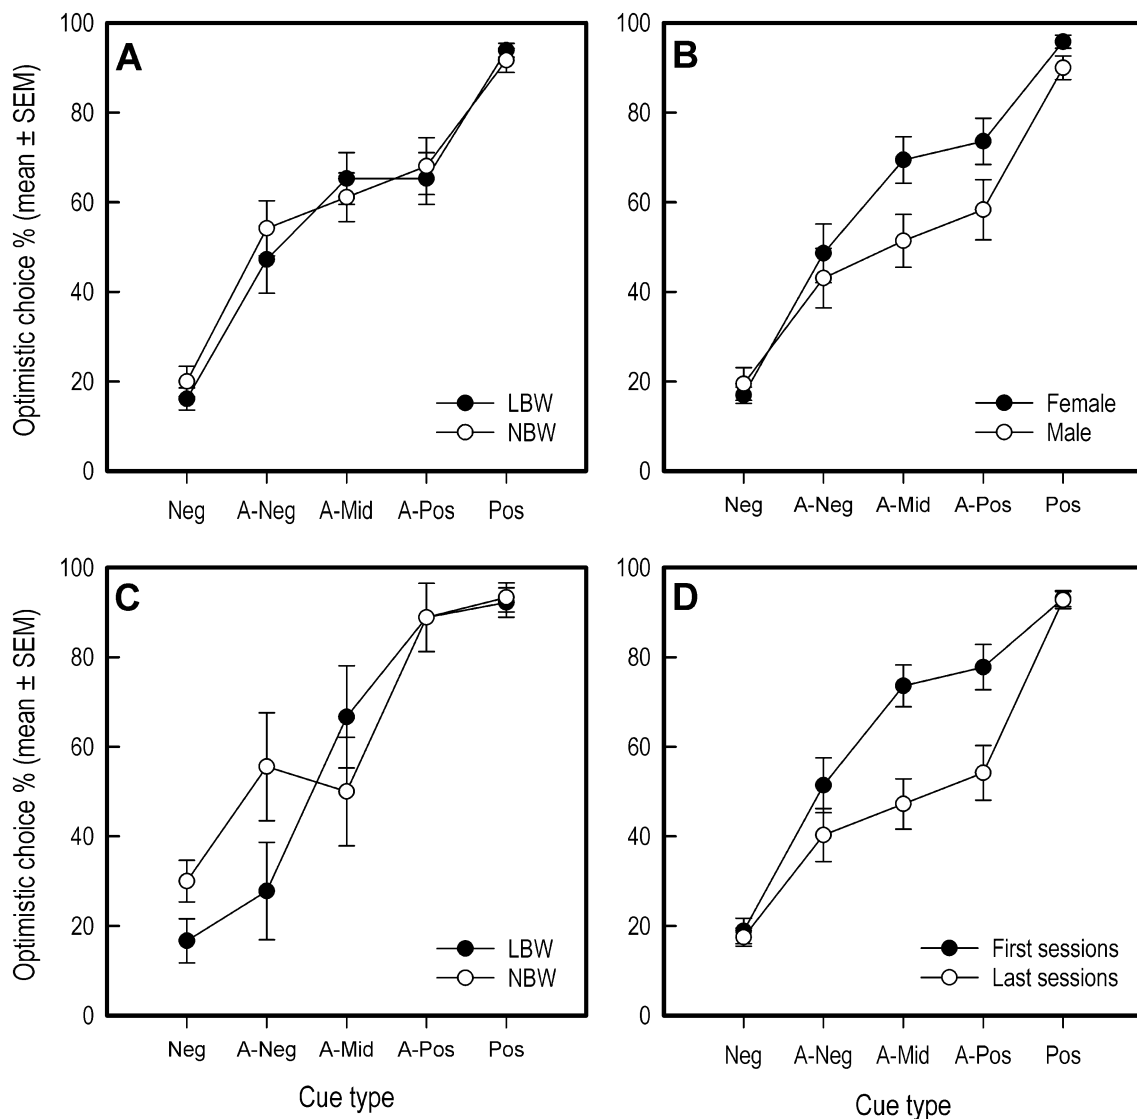 Optimistic choice % (mean ± SEM)
100
80
60
40
20
0
A
LBW
NBW
Neg A-Neg A-Mid A-Pos Pos
100
80
60
40
20
0
B
Female
Male
Neg A-Neg A-Mid A-Pos Pos
Optimistic choice % (mean ± SEM)
100
80
60
40
20
0
C
LBW
NBW
Neg A-Neg A-Mid A-Pos Pos
Cue type
100
80
60
40
20
0
D
First sessions
Last sessions
Neg A-Neg A-Mid A-Pos Pos
Cue type